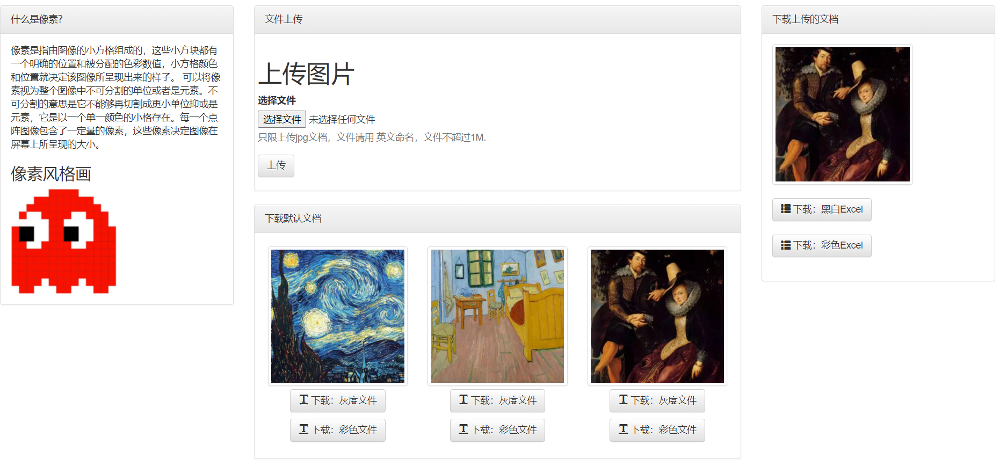 什么是像素?
像素是指由图像的小方格组成的，这些小方块都有
一个明确的位置和被分配的色彩数值，小方格颜色
和位置就决定该图像所呈现出来的样子。 可以将像
素视为整个图像中不可分割的单位或者是元素。不
可分割的意思是它不能够再切割成更小单位抑或是
元素，它是以一个单一颜色的小格存在。每一个点
阵图像包含了一定量的像素，这些像素决定图像在
屏幕上所呈现的大小。
像素风格画
文件上传
上传图片
选择文件
选择文件 未选择任何文件
只限上传jpg文档，文件请用 英文命名，文件不超过1M.
上传
下载默认文档
下载：灰度文件
下载：彩色文件
下载：灰度文件
下载：彩色文件
下载：灰度文件
下载：彩色文件
下载上传的文档
下载：黑白Excel
下载：彩色Excel